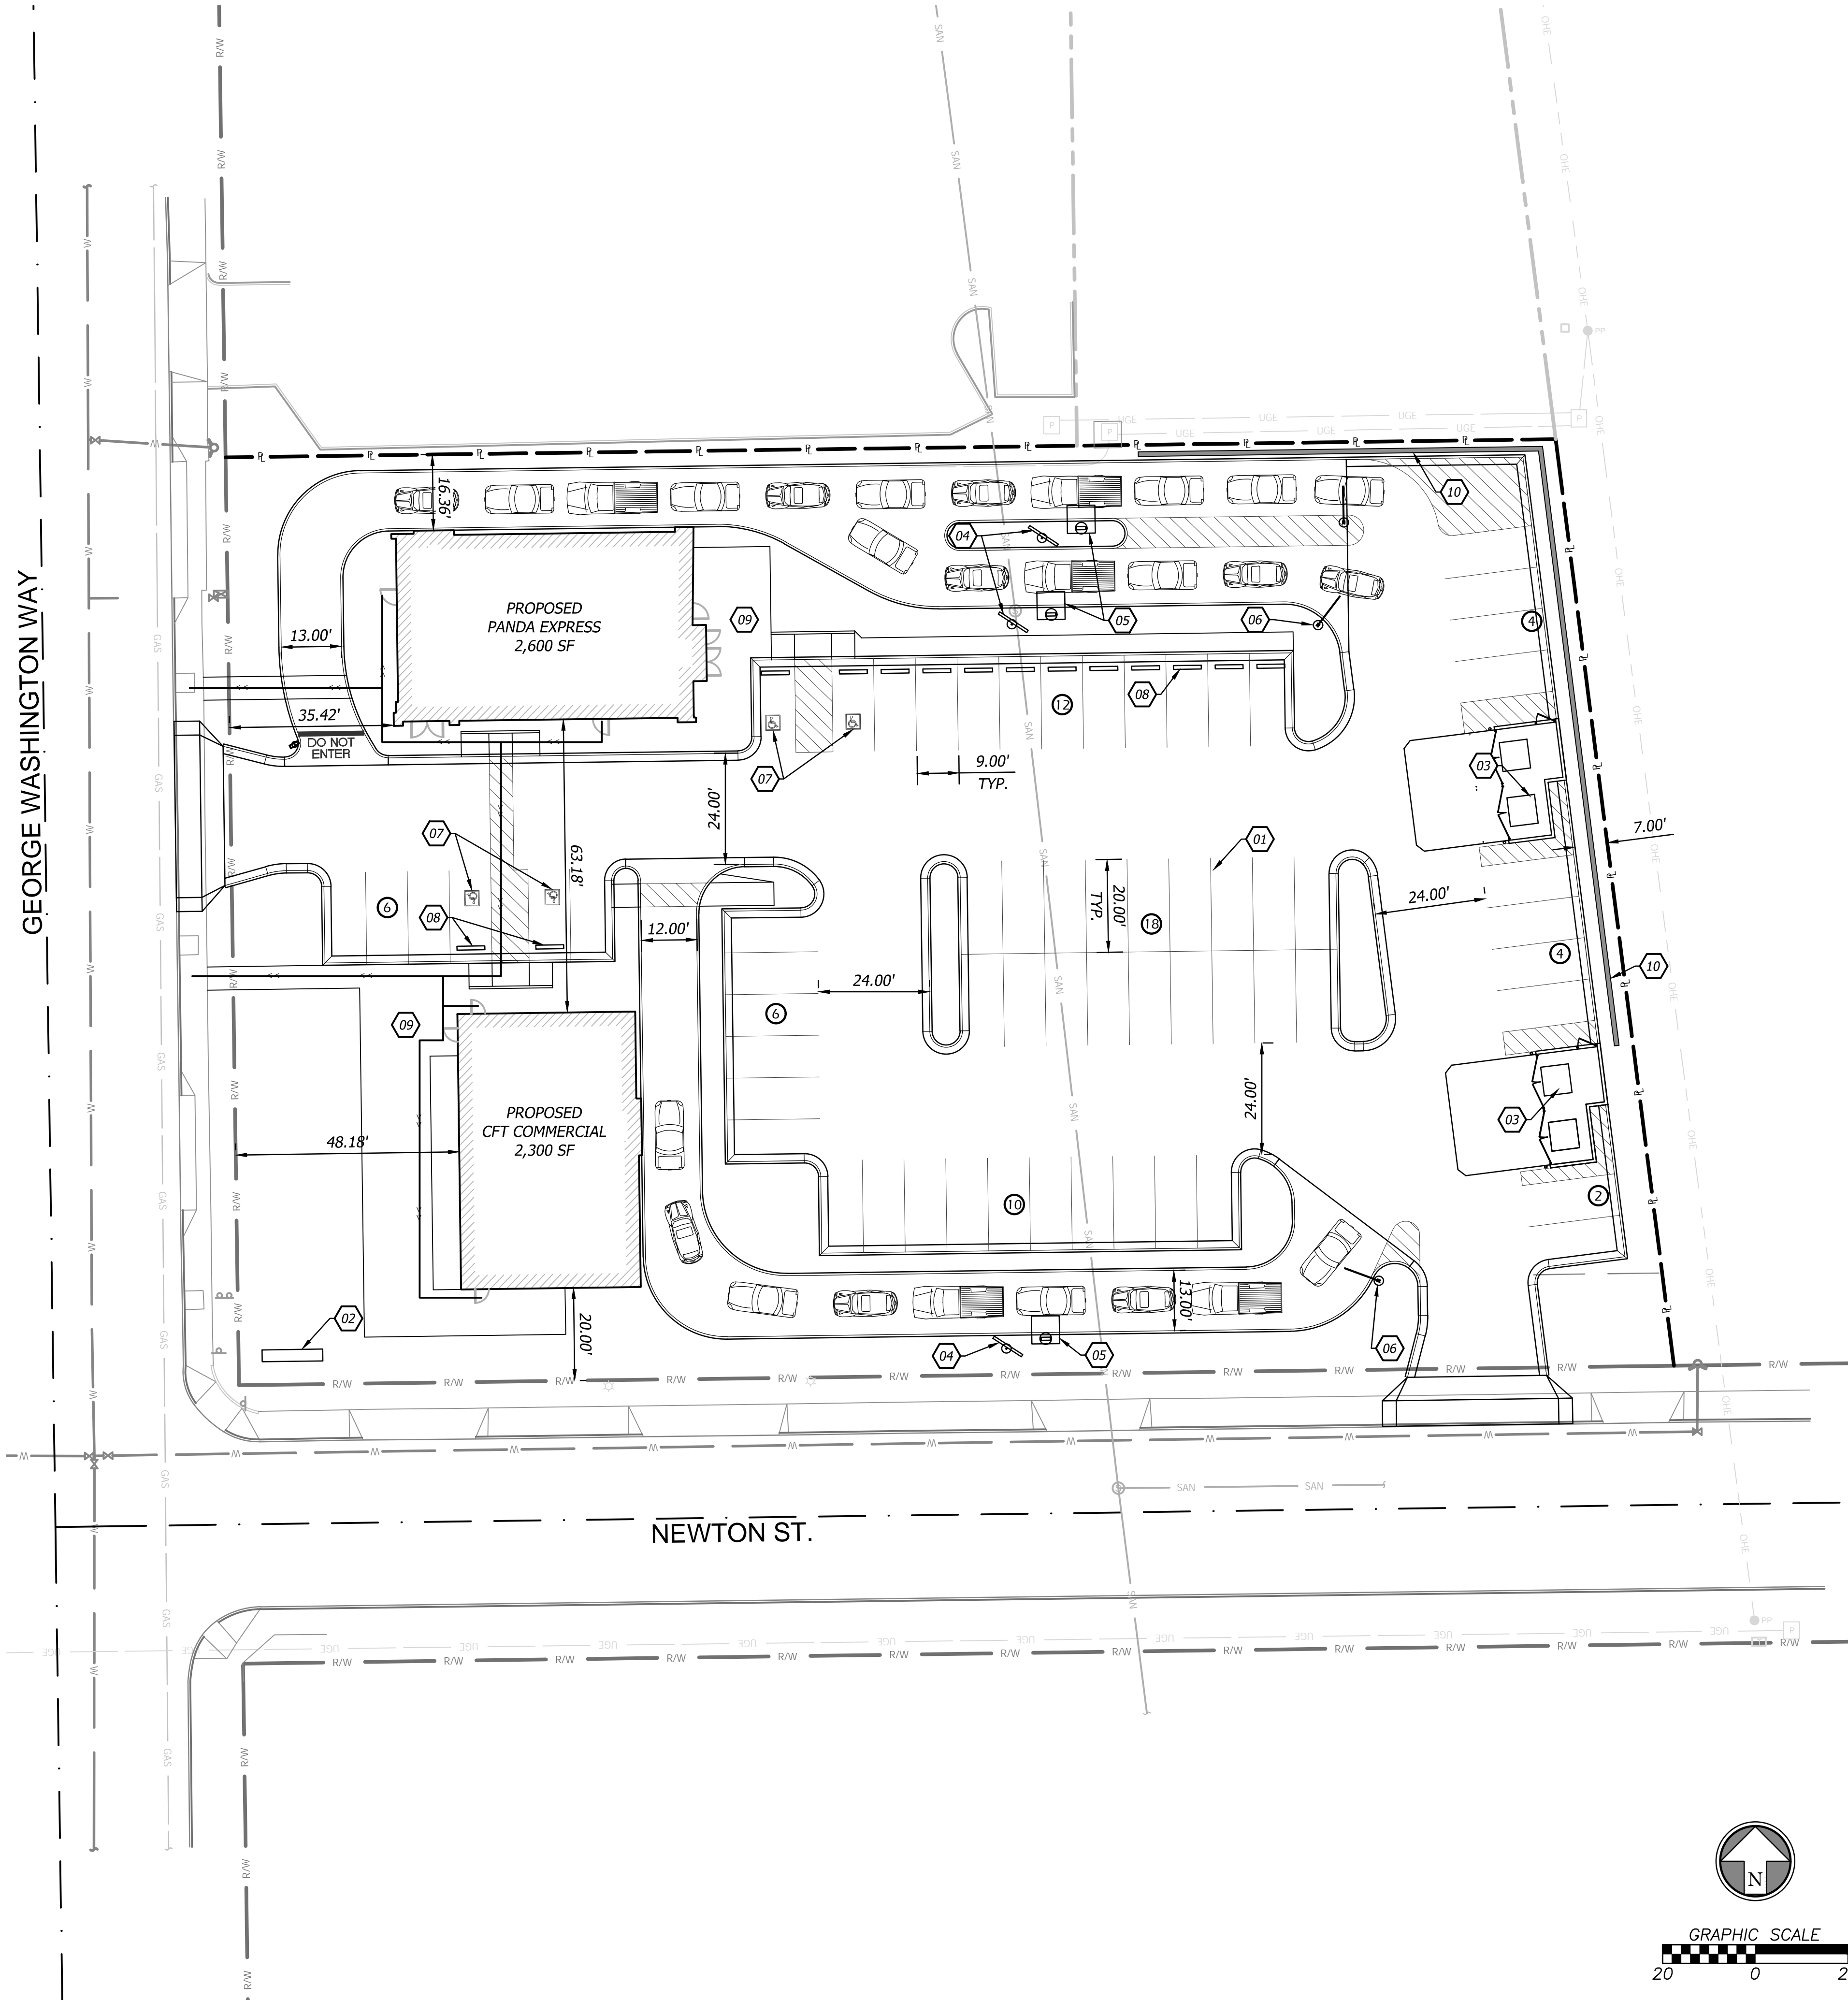 GEORGE WASHINGTON WAY
NEWTON ST.
PROPOSED
PANDA EXPRESS
2,600 SF
PROPOSED
CFT COMMERCIAL
2,300 SF
DO NOT
ENTER
16.36'
13.00'
35.42'
63.18'
24.00'
9.00'
TYP.
20.00'
TYP.
24.00'
7.00'
12.00'
24.00'
24.00'
48.18'
20.00'
13.00'
01
02
03
03
04
04
05
05
06
06
07
07
08
08
09
09
10
10
12
18
10
6
6
4
4
2
R/W
SAN
OHE
UGE
GAS
W
PP
P
N
GRAPHIC SCALE
20
0